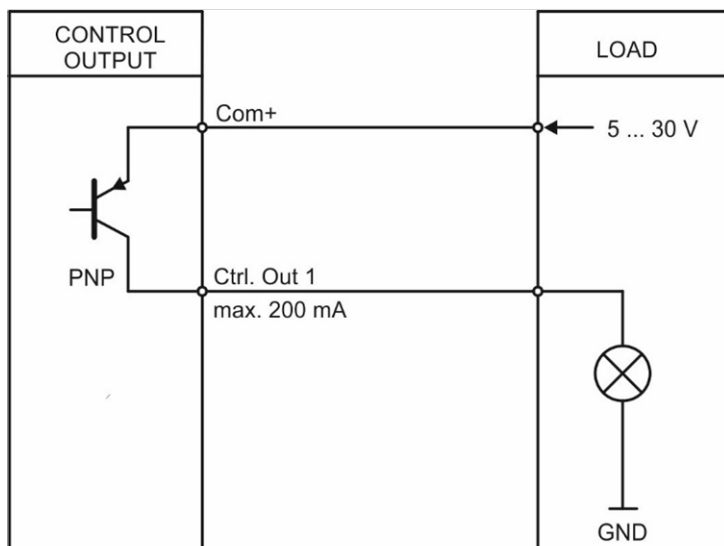 CONTROL
OUTPUT
LOAD
Com+
5 ... 30 V
PNP
Ctrl. Out 1
max. 200 mA
GND